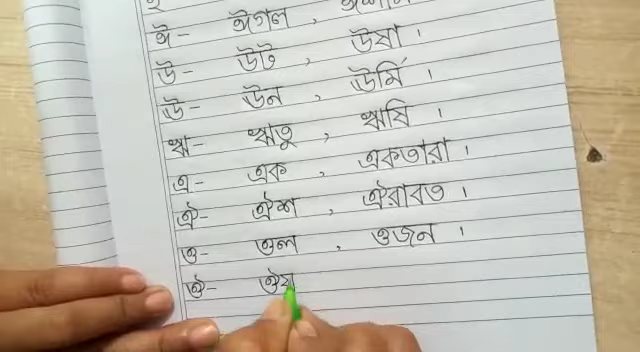 ঈ- ঈগল ,
উ- উট , উষা ।
ঊ- ঊন , ঊর্মি ।
ঋ- ঋতু , ঋষি ।
এ- এক , একতারা ।
ঐ- ঐশ , ঐরাবত ।
ও- ওল , ওজন ।
ঔ- ঔষ